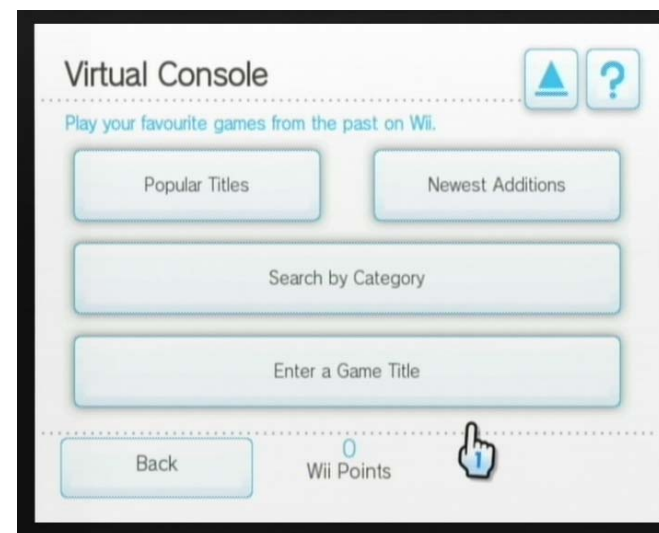 Virtual Console
?
Play your favourite games from the past on Wii.
Popular Titles
Newest Additions
Search by Category
Enter a Game Title
Back
0
Wii Points
1